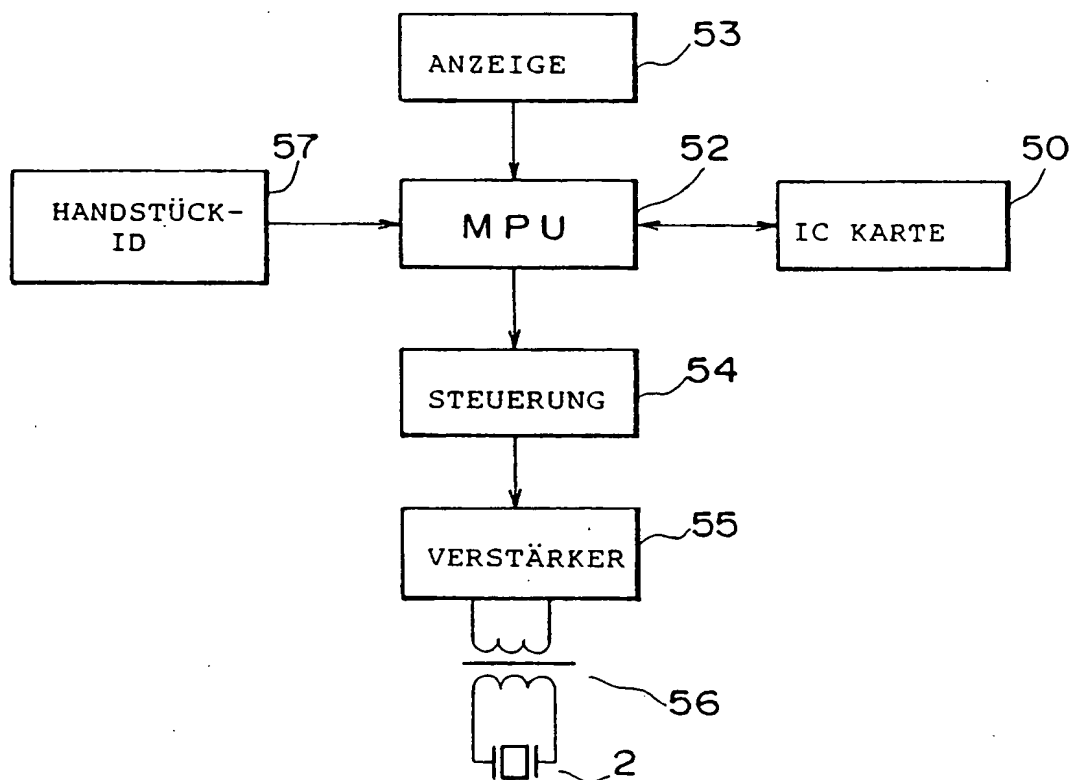 53
ANZEIGE
57
52
50
HANDSTÜCK-
ID
MPU
IC KARTE
54
STEUERUNG
55
VERSTÄRKER
56
2